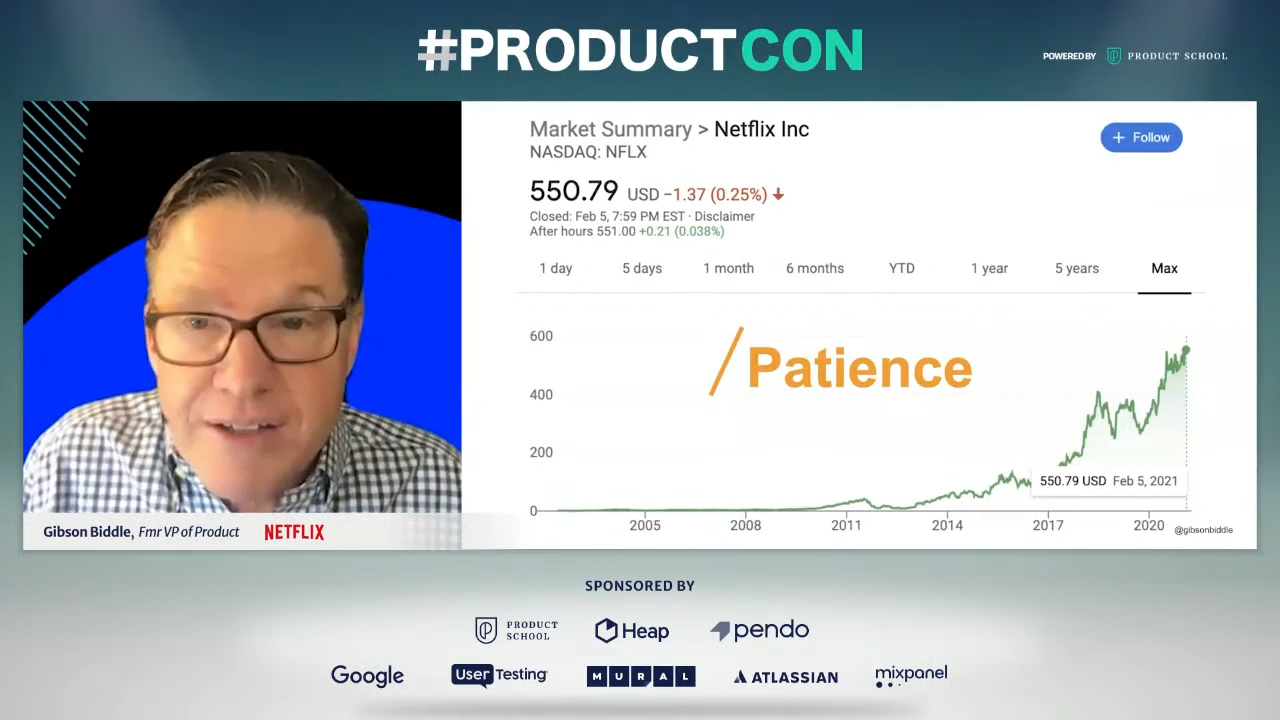 #PRODUCTCON
POWERED BY PRODUCT SCHOOL
Market Summary > Netflix Inc
NASDAQ: NFLX
+ Follow
550.79 USD −1.37 (0.25%) ↓
Closed: Feb 5, 7:59 PM EST · Disclaimer
After hours 551.00 +0.21 (0.038%)
1 day 5 days 1 month 6 months YTD 1 year 5 years Max
/Patience
600
400
200
0
550.79 USD Feb 5, 2021
2005 2008 2011 2014 2017 2020
@gibsonbiddle
Gibson Biddle, Fmr VP of Product NETFLIX
SPONSORED BY
PRODUCT SCHOOL Heap pendo
Google UserTesting MURAL ATLASSIAN mixpanel